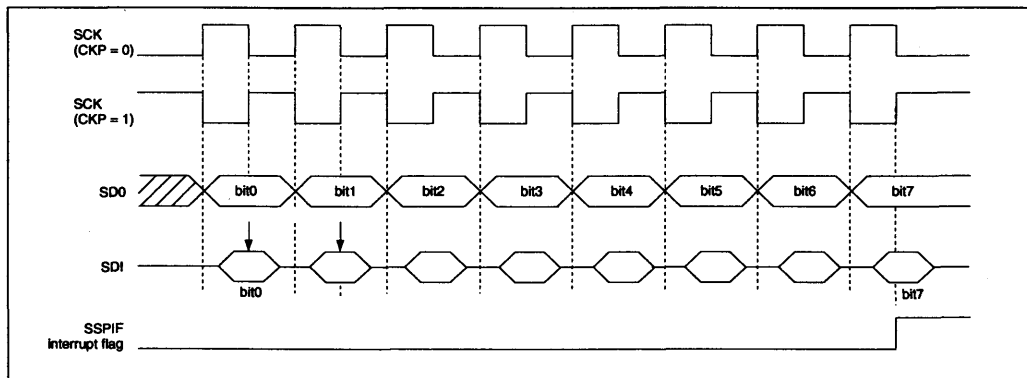 SCK
(CKP = 0)
SCK
(CKP = 1)
SD0 bit0 bit1 bit2 bit3 bit4 bit5 bit6 bit7
SDI
bit0 bit7
SSPIF
interrupt flag